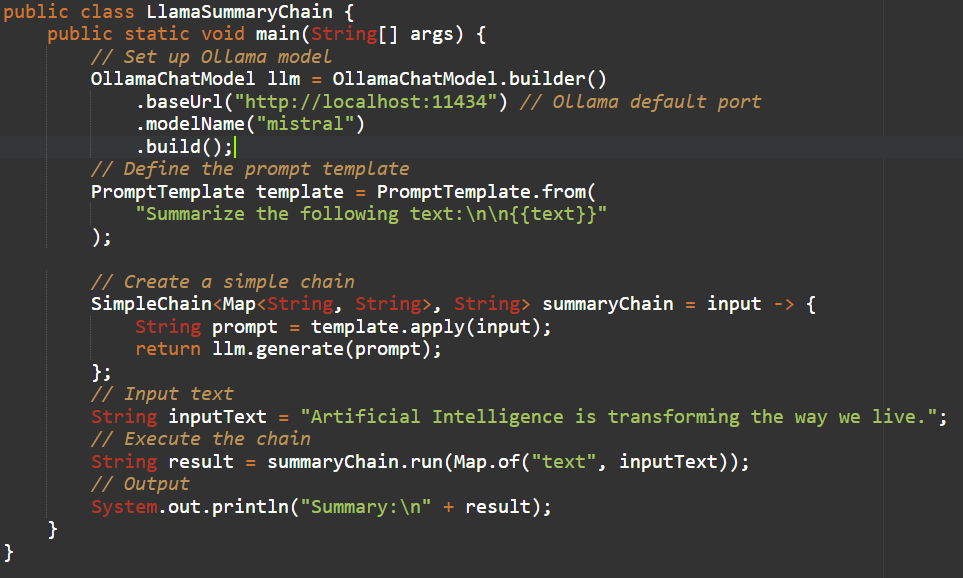 public class LlamaSummaryChain {
    public static void main(String[] args) {
        // Set up Ollama model
        OllamaChatModel llm = OllamaChatModel.builder()
            .baseUrl("http://localhost:11434") // Ollama default port
            .modelName("mistral")
            .build();
        // Define the prompt template
        PromptTemplate template = PromptTemplate.from(
            "Summarize the following text:\n\n{{text}}"
        );

        // Create a simple chain
        SimpleChain<Map<String, String>, String> summaryChain = input -> {
            String prompt = template.apply(input);
            return llm.generate(prompt);
        };
        // Input text
        String inputText = "Artificial Intelligence is transforming the way we live.";
        // Execute the chain
        String result = summaryChain.run(Map.of("text", inputText));
        // Output
        System.out.println("Summary:\n" + result);
    }
}